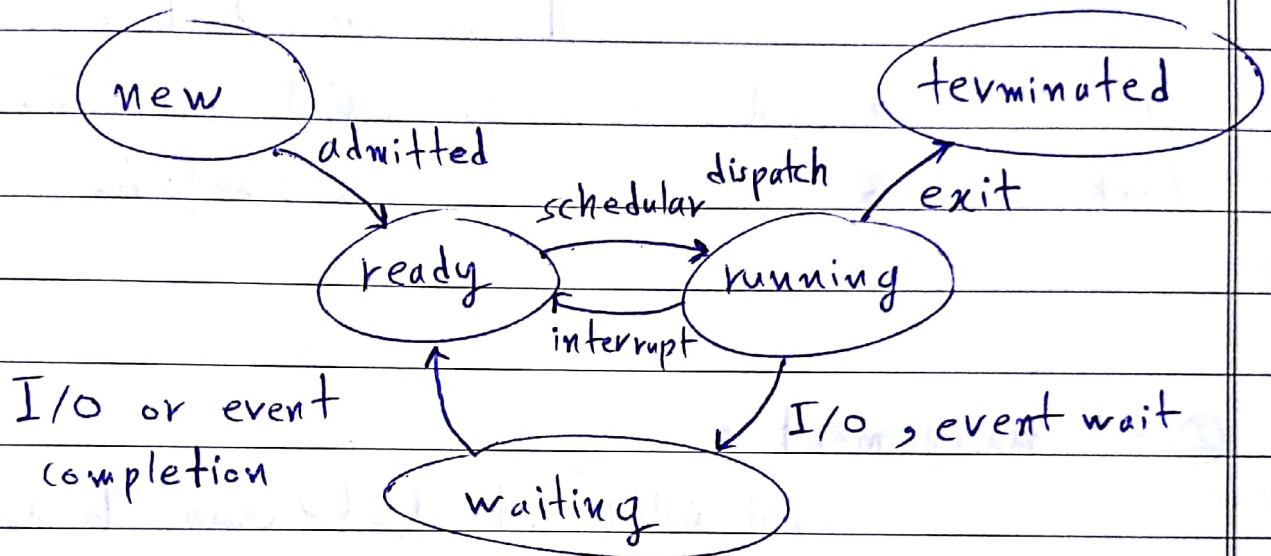 new
terminated
admitted
schedular dispatch
exit
ready
running
interrupt
I/O or event
completion
I/O, event wait
waiting